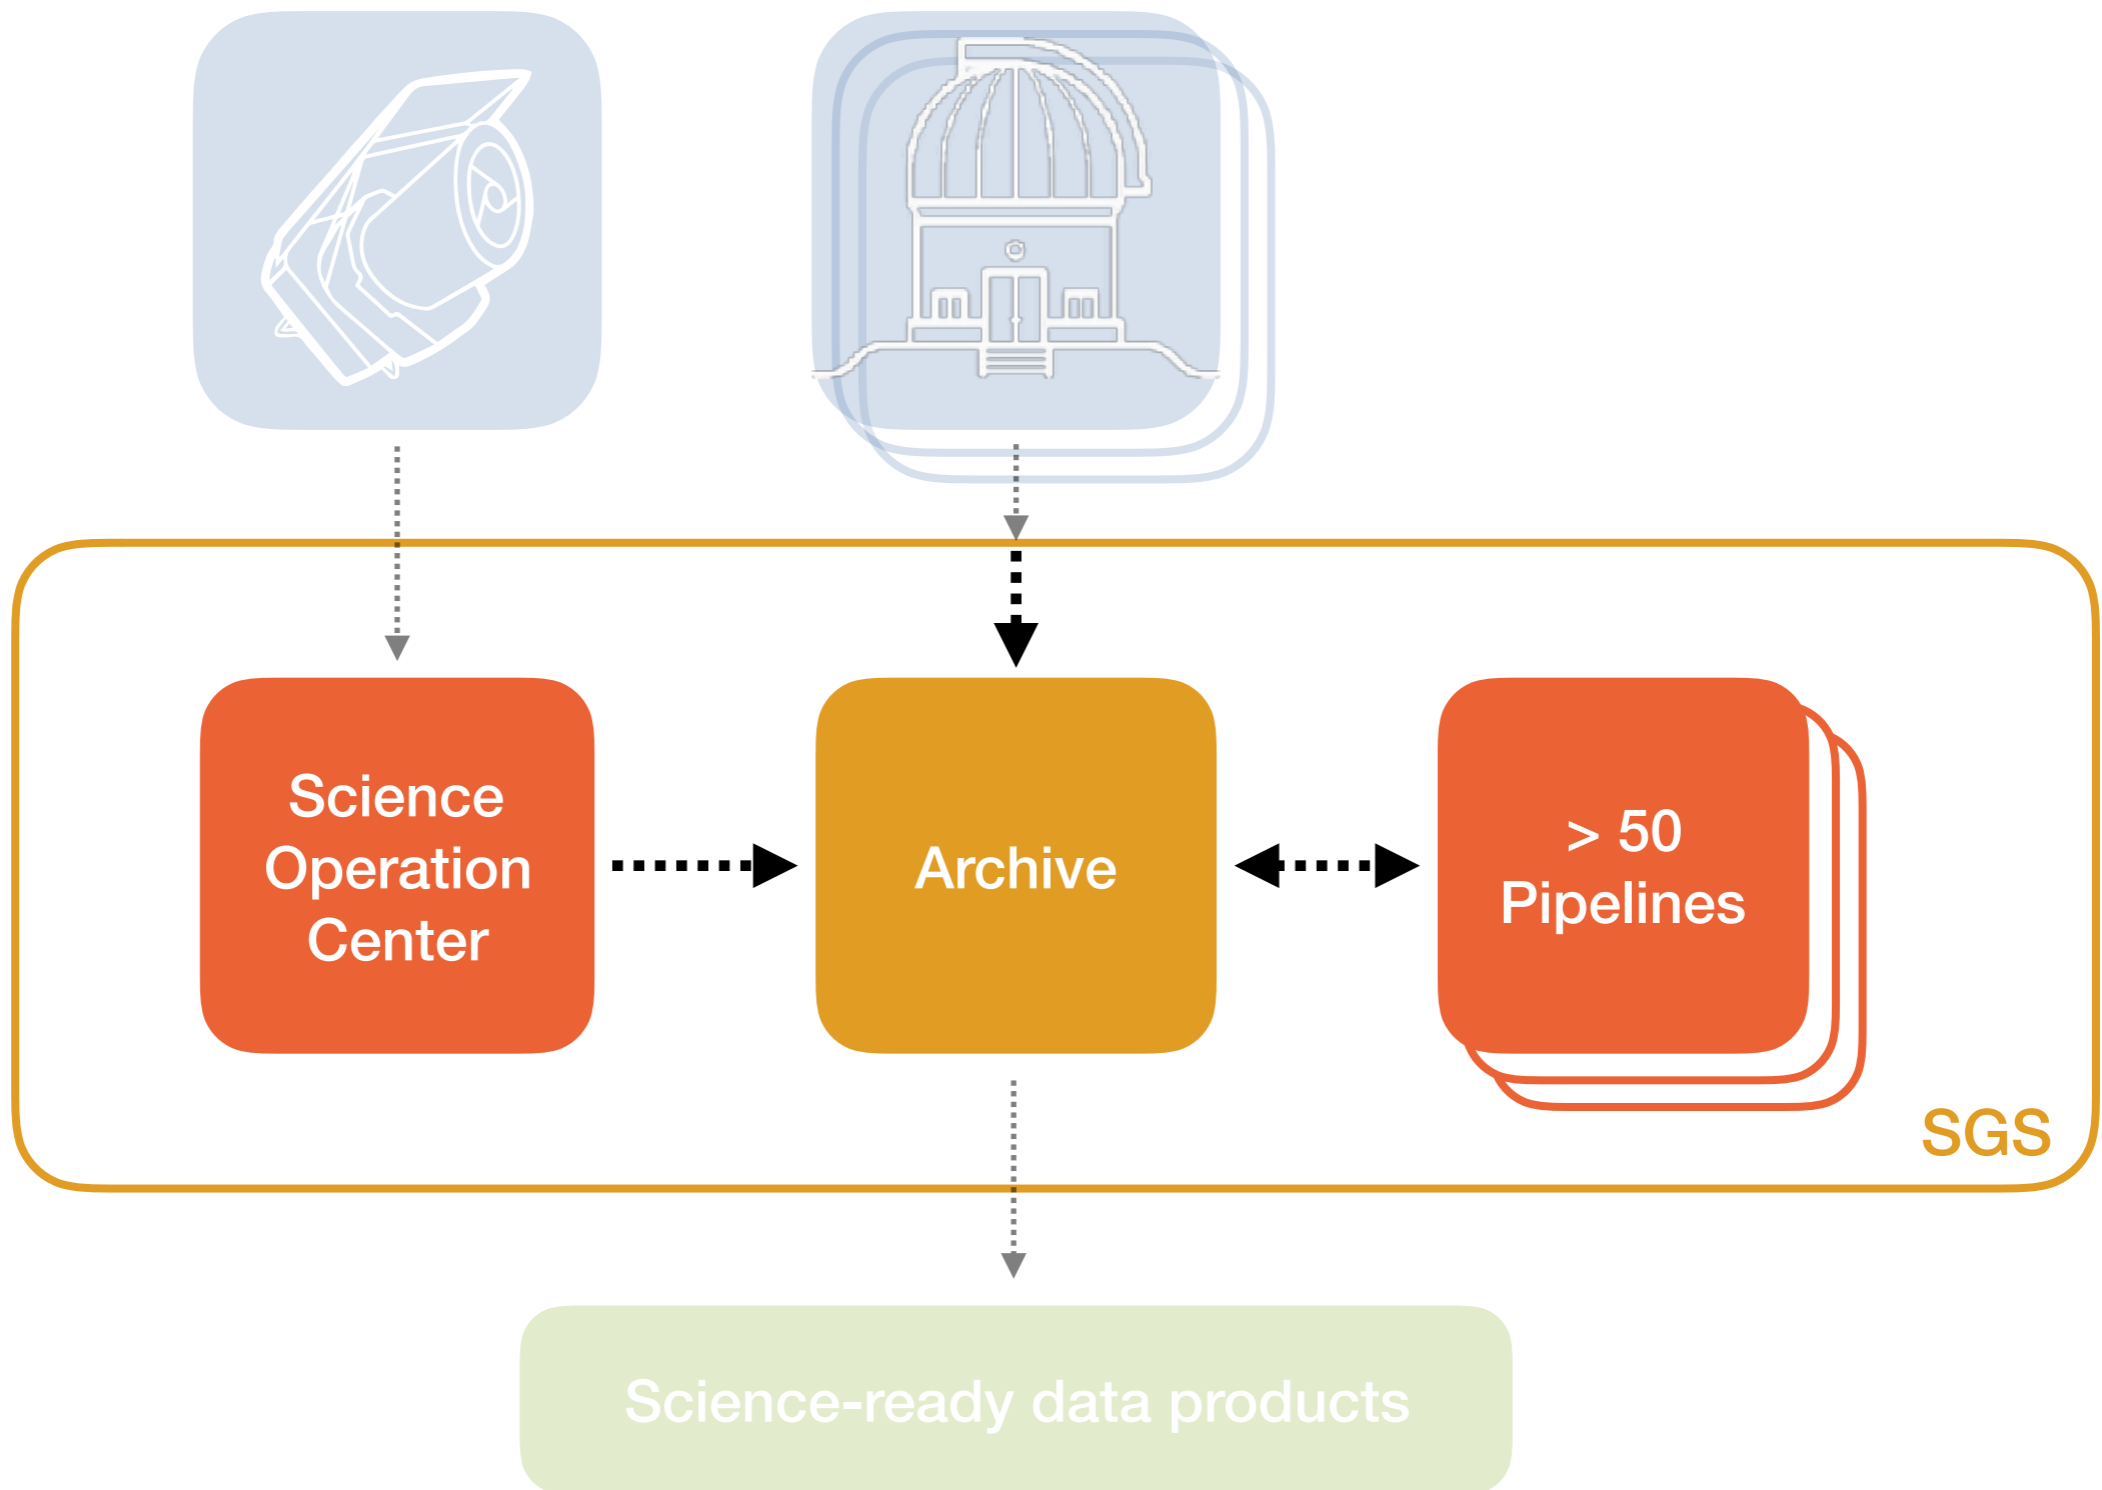 Science
Operation
Center
Archive
> 50
Pipelines
SGS
Science-ready data products